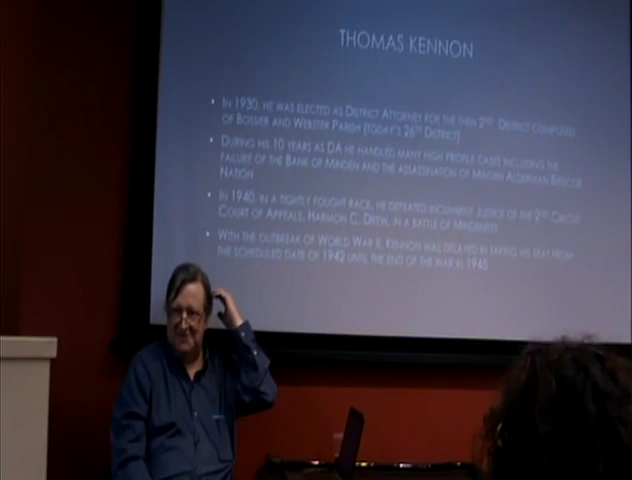 THOMAS KENNON
• IN 1930, HE WAS ELECTED AS DISTRICT ATTORNEY FOR THE THEN 2ND DISTRICT COMPOSED
OF BOSSIER AND WEBSTER PARISH (TODAY'S 26TH DISTRICT)
• DURING HIS 10 YEARS AS DA HE HANDLED MANY HIGH PROFILE CASES INCLUDING THE
FAILURE OF THE BANK OF MINDEN AND THE ASSASSINATION OF MINDEN ALDERMAN
NATION
• IN 1940, IN A TIGHTLY FOUGHT RACE, HE DEFEATED INCUMBENT JUSTICE OF THE 2ND CIRCUIT
COURT OF APPEALS, HARMON C. DREW, IN A BATTLE OF MINDENITES
• WITH THE OUTBREAK OF WORLD WAR II, KENNON WAS DELAYED IN TAKING HIS SEAT FROM
THE SCHEDULED DATE OF 1942 UNTIL THE END OF THE WAR IN 1945